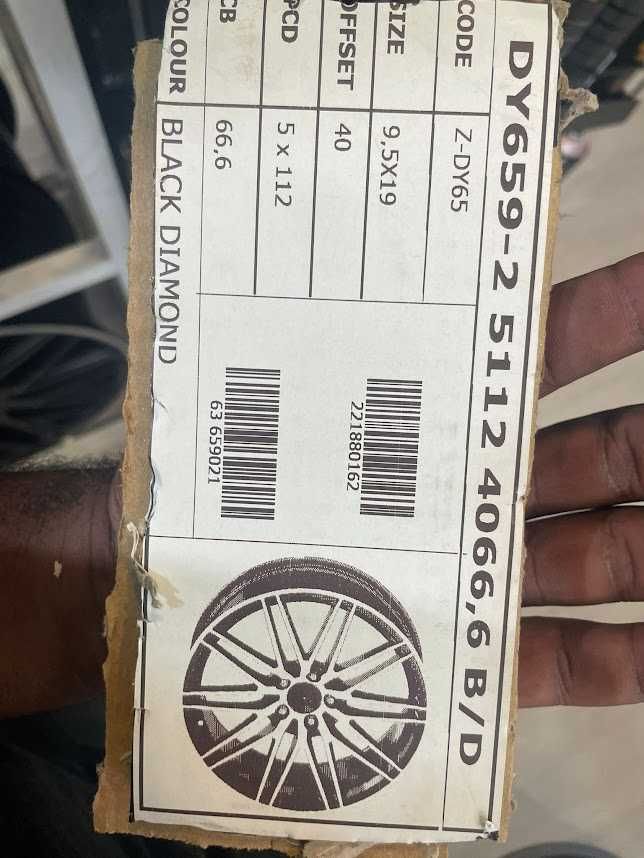 DY659-2 5112 4066,6 B/D
CODE Z-DY65
SIZE 9,5X19
OFFSET 40
PCD 5 x 112
CB 66,6
COLOUR BLACK DIAMOND
221880162
63 659021